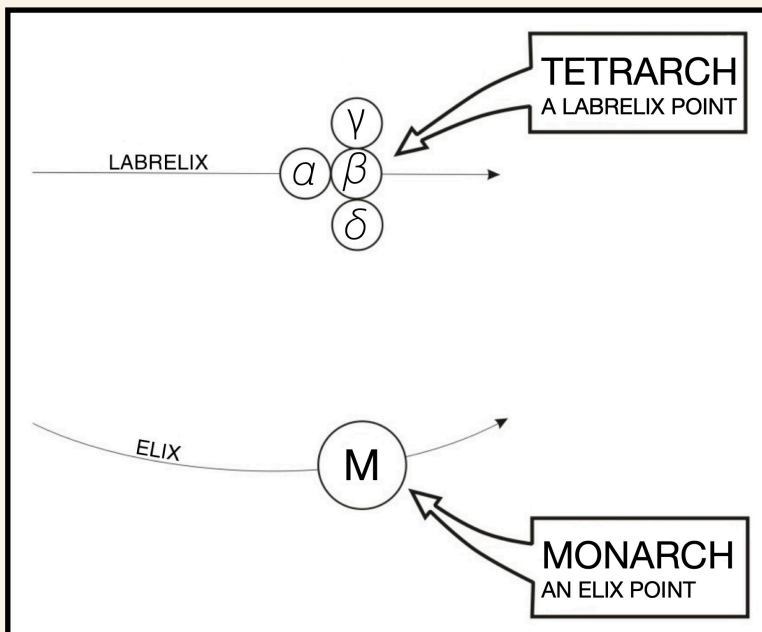 TETRARCH
A LABRELIX POINT
LABRELIX
γ
α β
δ
ELIX
M
MONARCH
AN ELIX POINT